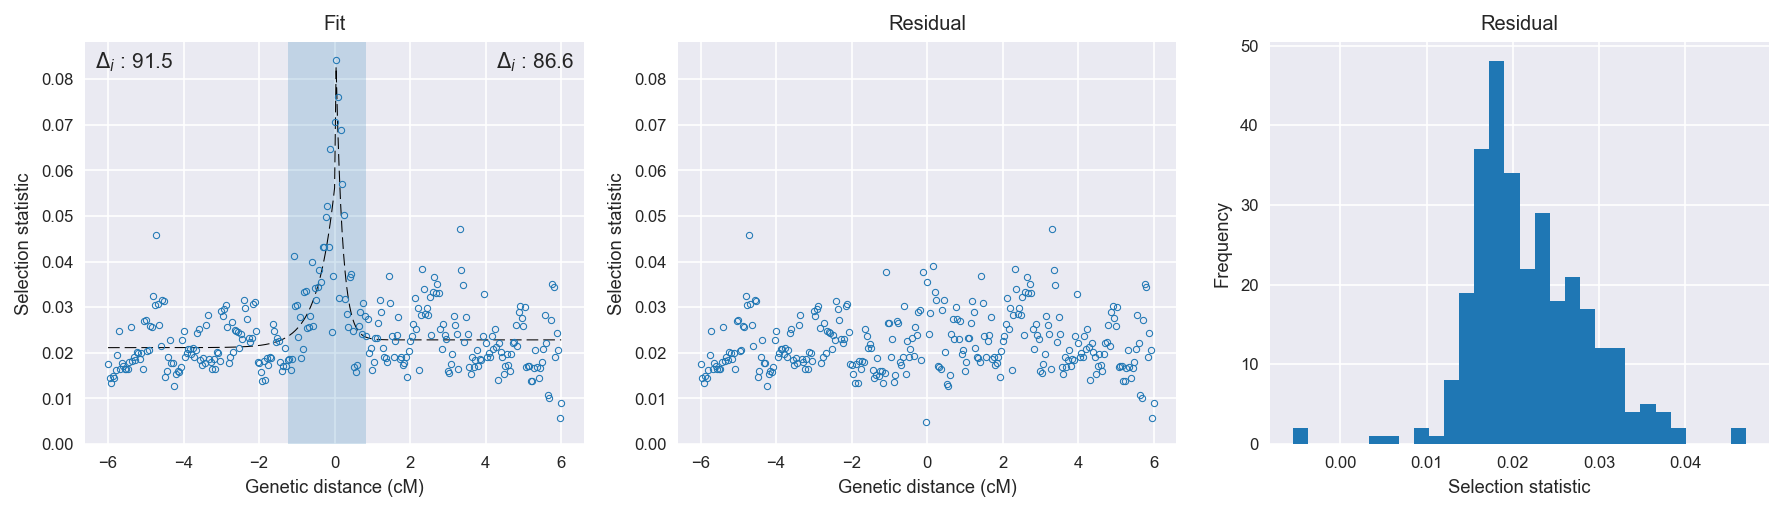 Fit
Δi : 91.5
Δi : 86.6
0.08
0.07
0.06
0.05
0.04
0.03
0.02
0.01
0.00
Selection statistic
−6 −4 −2 0 2 4 6
Genetic distance (cM)
Residual
0.08
0.07
0.06
0.05
0.04
0.03
0.02
0.01
0.00
Selection statistic
−6 −4 −2 0 2 4 6
Genetic distance (cM)
Residual
50
40
30
20
10
0
Frequency
0.00 0.01 0.02 0.03 0.04
Selection statistic